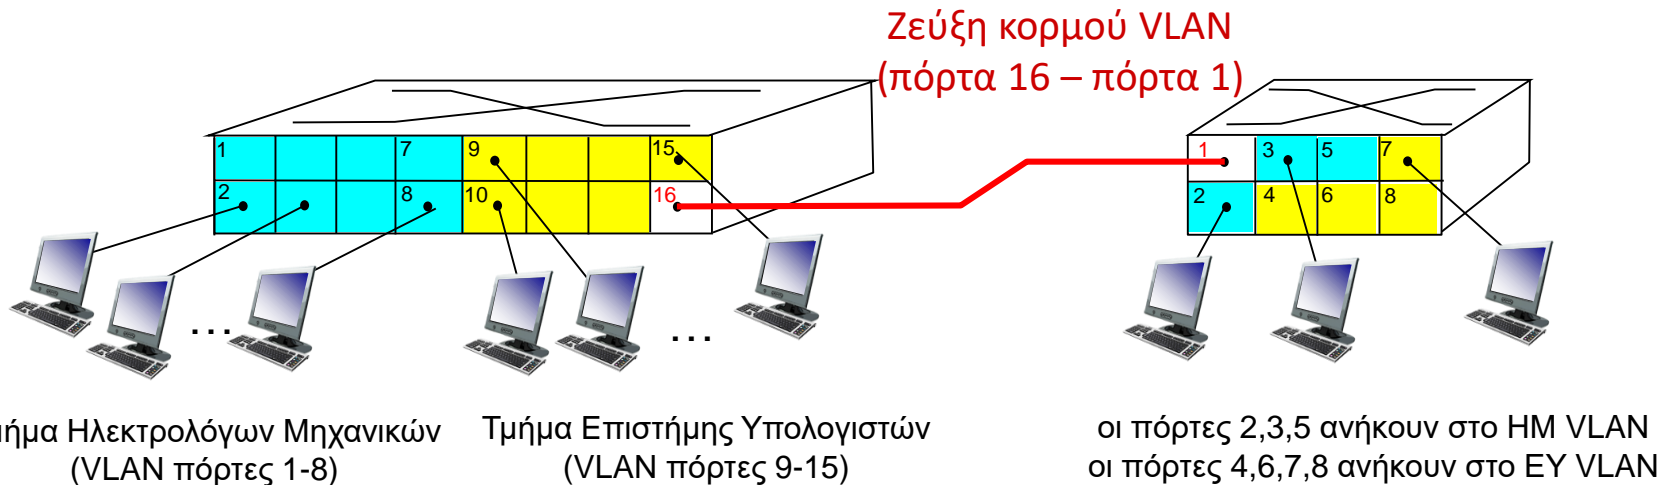 Ζεύξη κορμού VLAN
(πόρτα 16 – πόρτα 1)
1 7 9 15
2 8 10 16
1 3 5 7
2 4 6 8
... ...
Ηλεκτρολόγων Μηχανικών
(VLAN πόρτες 1-8)
Τμήμα Επιστήμης Υπολογιστών
(VLAN πόρτες 9-15)
οι πόρτες 2,3,5 ανήκουν στο ΗΜ VLAN
οι πόρτες 4,6,7,8 ανήκουν στο ΕΥ VLAN